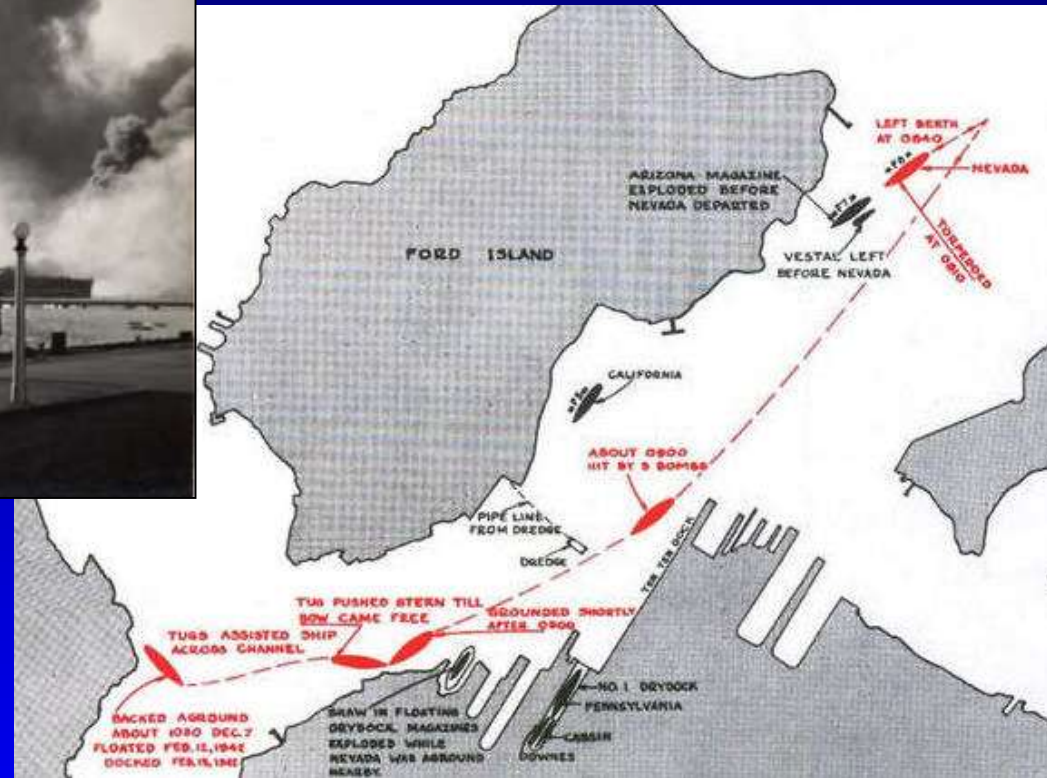 LEFT BERTH
AT 0840
NEVADA
ARIZONA MAGAZINE
EXPLODED BEFORE
NEVADA DEPARTED
TORPEDOED
AT 0810
FORD ISLAND
VESTAL LEFT
BEFORE NEVADA
CALIFORNIA
ABOUT 0900
HIT BY 5 BOMBS
PIPE LINE
FROM DREDGE
DREDGE
TEN TEN DOCK
TUG PUSHED STERN TILL
BOW CAME FREE
GROUNDED SHORTLY
AFTER 0900
TUGS ASSISTED SHIP
ACROSS CHANNEL
NO. 1 DRYDOCK
PENNSYLVANIA
CASSIN
DOWNES
BACKED AGROUND
ABOUT 1030 DEC. 7
FLOATED FEB. 12, 1942
DOCKED FEB. 18, 1942
SHAW IN FLOATING
DRYDOCK, MAGAZINES
EXPLODED WHILE
NEVADA WAS AGROUND
NEARBY.